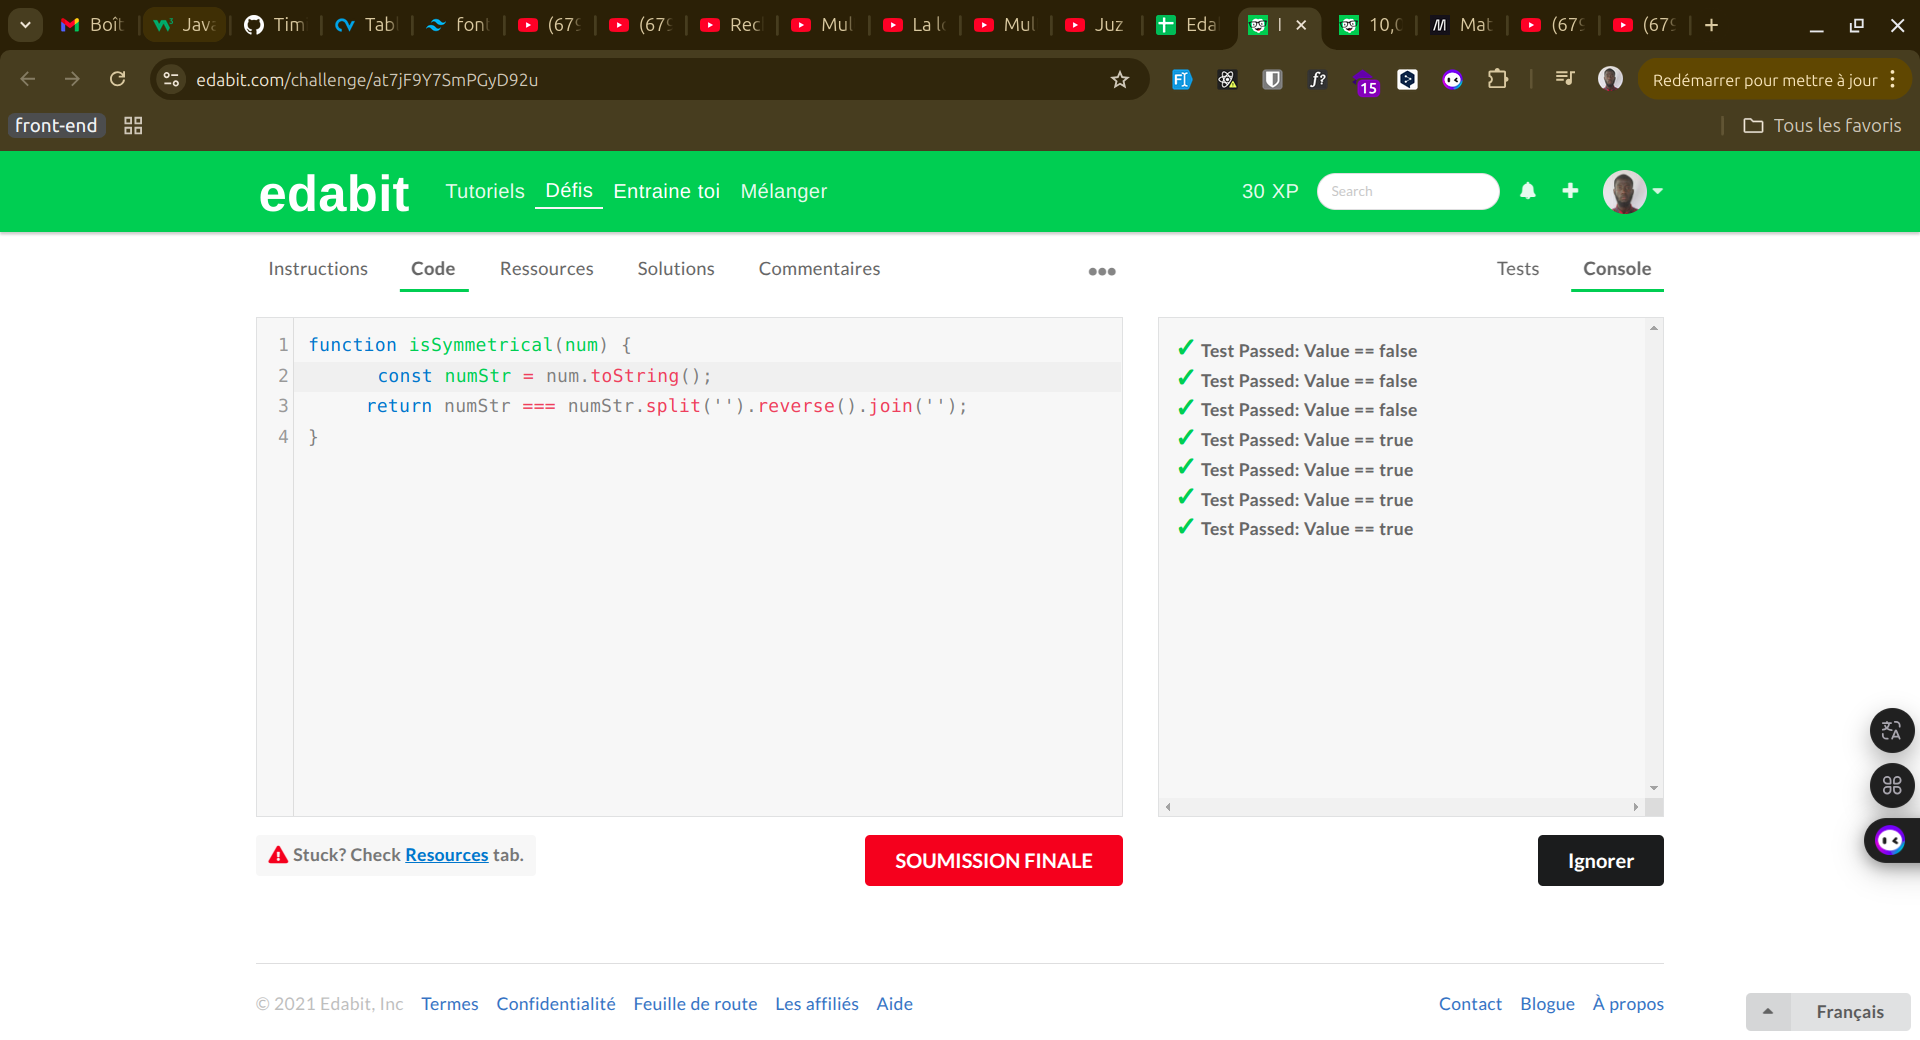 Boît
Java
Tim
Tab
font
(679
(679
Rec
Mul
La l
Mul
Juz
Eda
10,0
Mat
(679
(679
edabit.com/challenge/at7jF9Y7SmPGyD92u
f?
15
Redémarrer pour mettre à jour
front-end
Tous les favoris
edabit
Tutoriels
Défis
Entraine toi
Mélanger
30 XP
Search
Instructions
Code
Ressources
Solutions
Commentaires
Tests
Console
1 function isSymmetrical(num) {
2 const numStr = num.toString();
3 return numStr === numStr.split('').reverse().join('');
4 }
✓ Test Passed: Value == false
✓ Test Passed: Value == false
✓ Test Passed: Value == false
✓ Test Passed: Value == true
✓ Test Passed: Value == true
✓ Test Passed: Value == true
✓ Test Passed: Value == true
Stuck? Check Resources tab.
SOUMISSION FINALE
Ignorer
© 2021 Edabit, Inc
Termes
Confidentialité
Feuille de route
Les affiliés
Aide
Contact
Blogue
À propos
Français